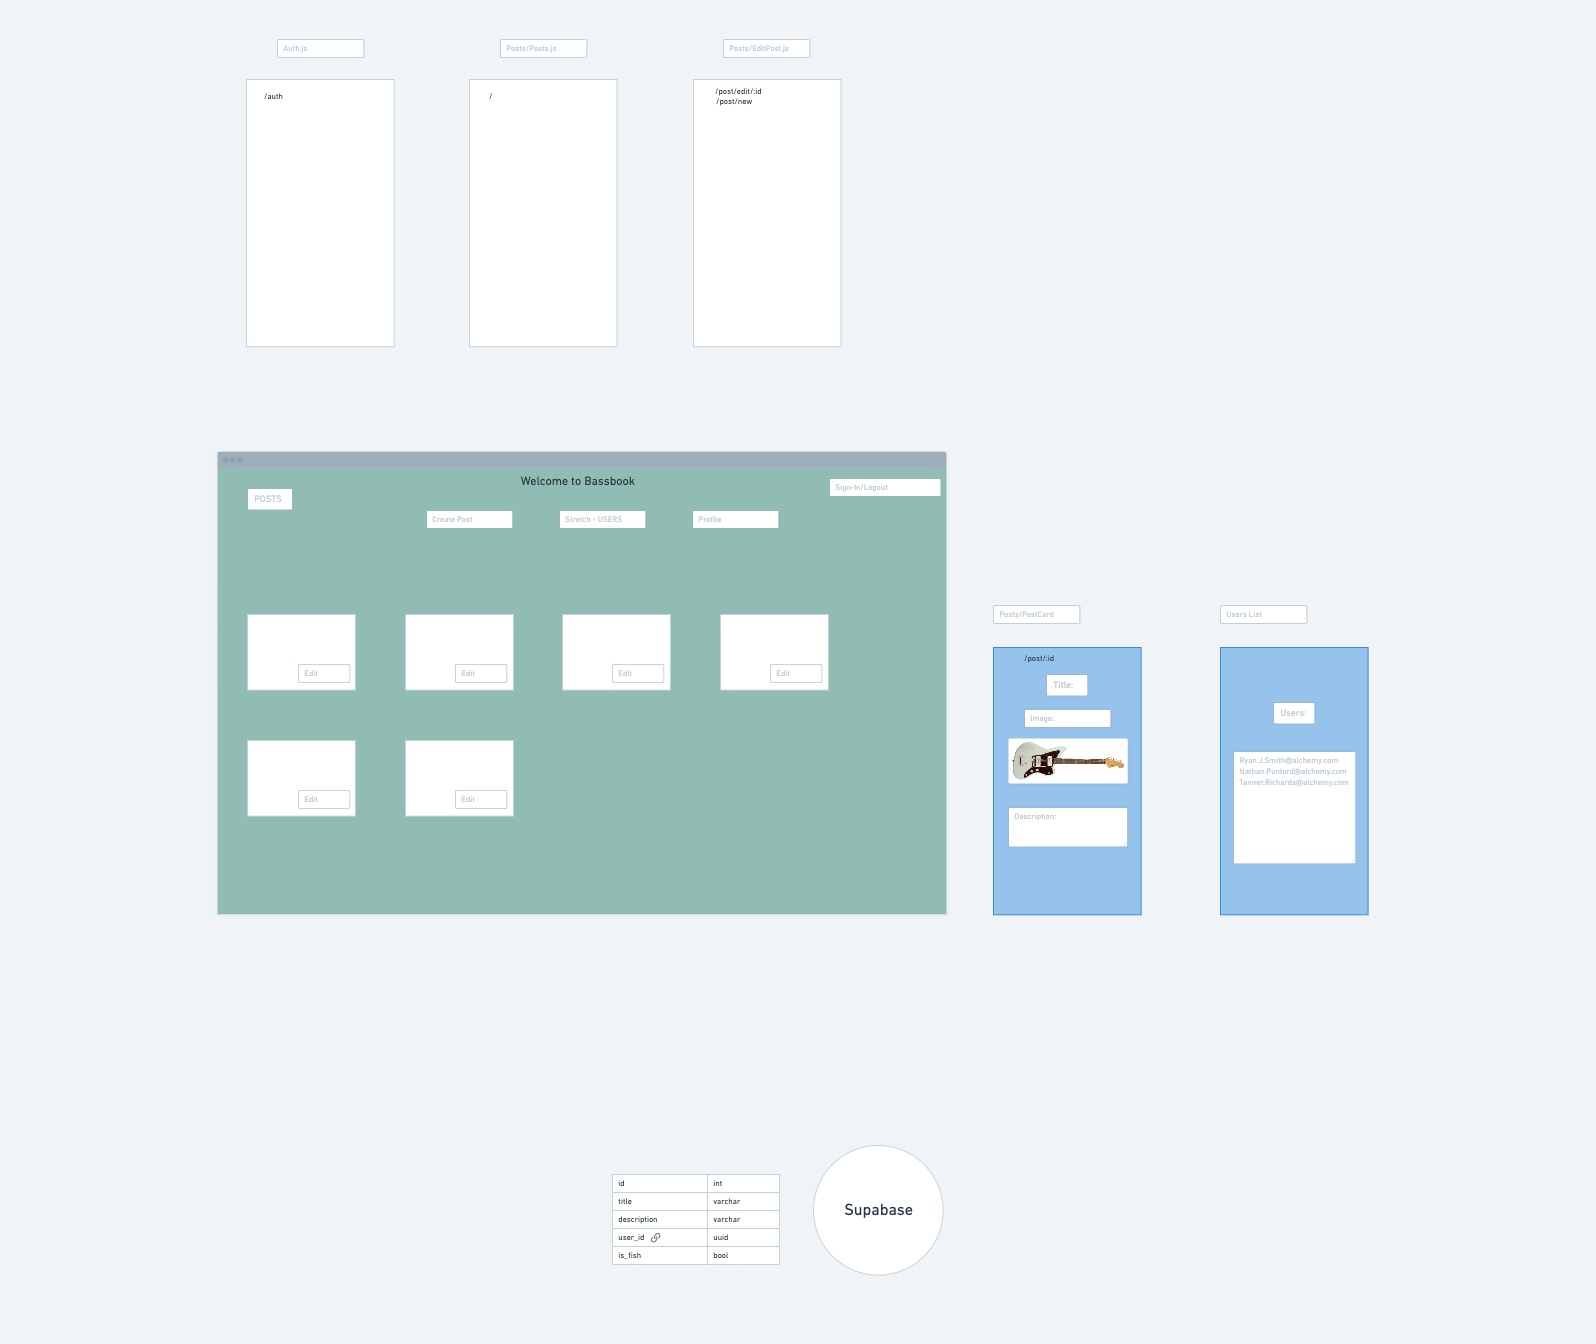 Auth.js
Posts/Posts.js
Posts/EditPost.js
/auth
/
/post/edit/:id
/post/new
Welcome to Bassbook
POSTS
Sign-In/Logout
Create Post
Stretch - USERS
Profile
Edit
Edit
Edit
Edit
Edit
Edit
Posts/PostCard
/post/:id
Title:
Image:
Description:
Users List
Users:
Ryan.J.Smith@alchemy.com
Nathan.Punlord@alchemy.com
Tanner.Richards@alchemy.com
id int
title varchar
description varchar
user_id uuid
is_fish bool
Supabase